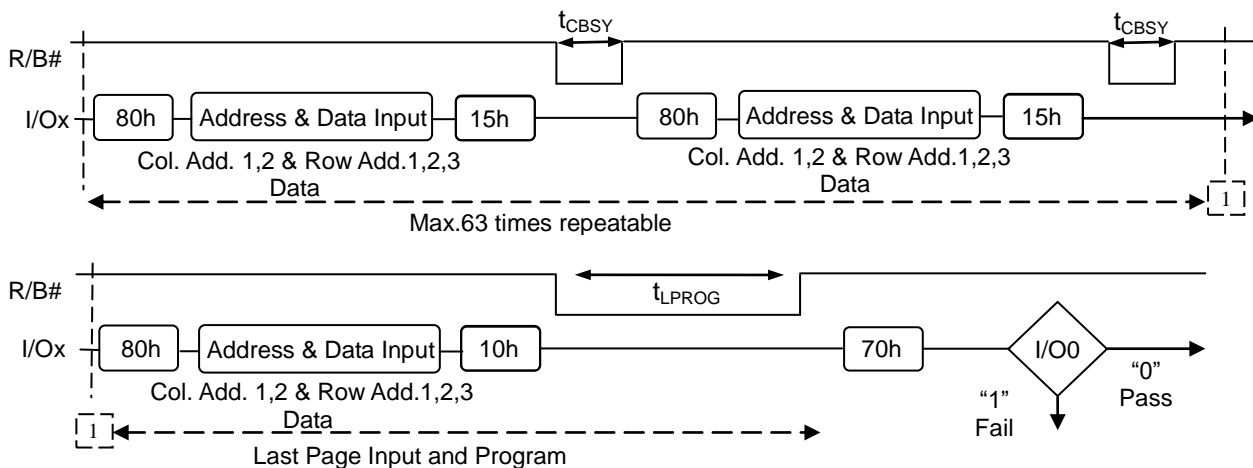 tCBSY tCBSY
R/B#
I/Ox 80h Address & Data Input 15h 80h Address & Data Input 15h
Col. Add. 1,2 & Row Add.1,2,3 Col. Add. 1,2 & Row Add.1,2,3
Data Data
1
Max.63 times repeatable
R/B#
tLPROG
I/Ox 80h Address & Data Input 10h 70h I/O0
Col. Add. 1,2 & Row Add.1,2,3 “1” “0”
Data Fail Pass
1
Last Page Input and Program